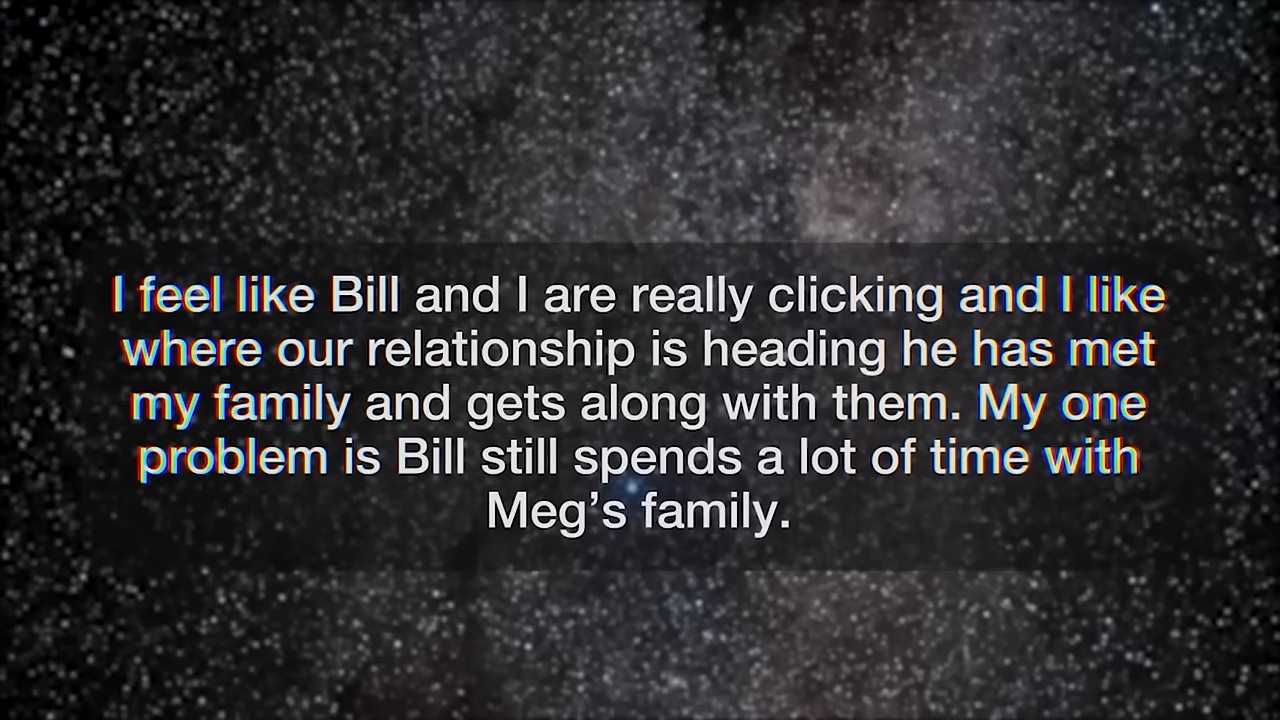 I feel like Bill and I are really clicking and I like
where our relationship is heading he has met
my family and gets along with them. My one
problem is Bill still spends a lot of time with
Meg’s family.